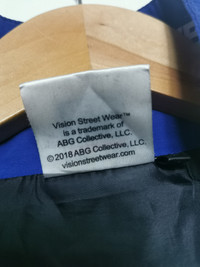 Vision Street Wear™
is a trademark of
ABG Collective, LLC.
©2018 ABG Collective, LLC.
visionstreetwear.com